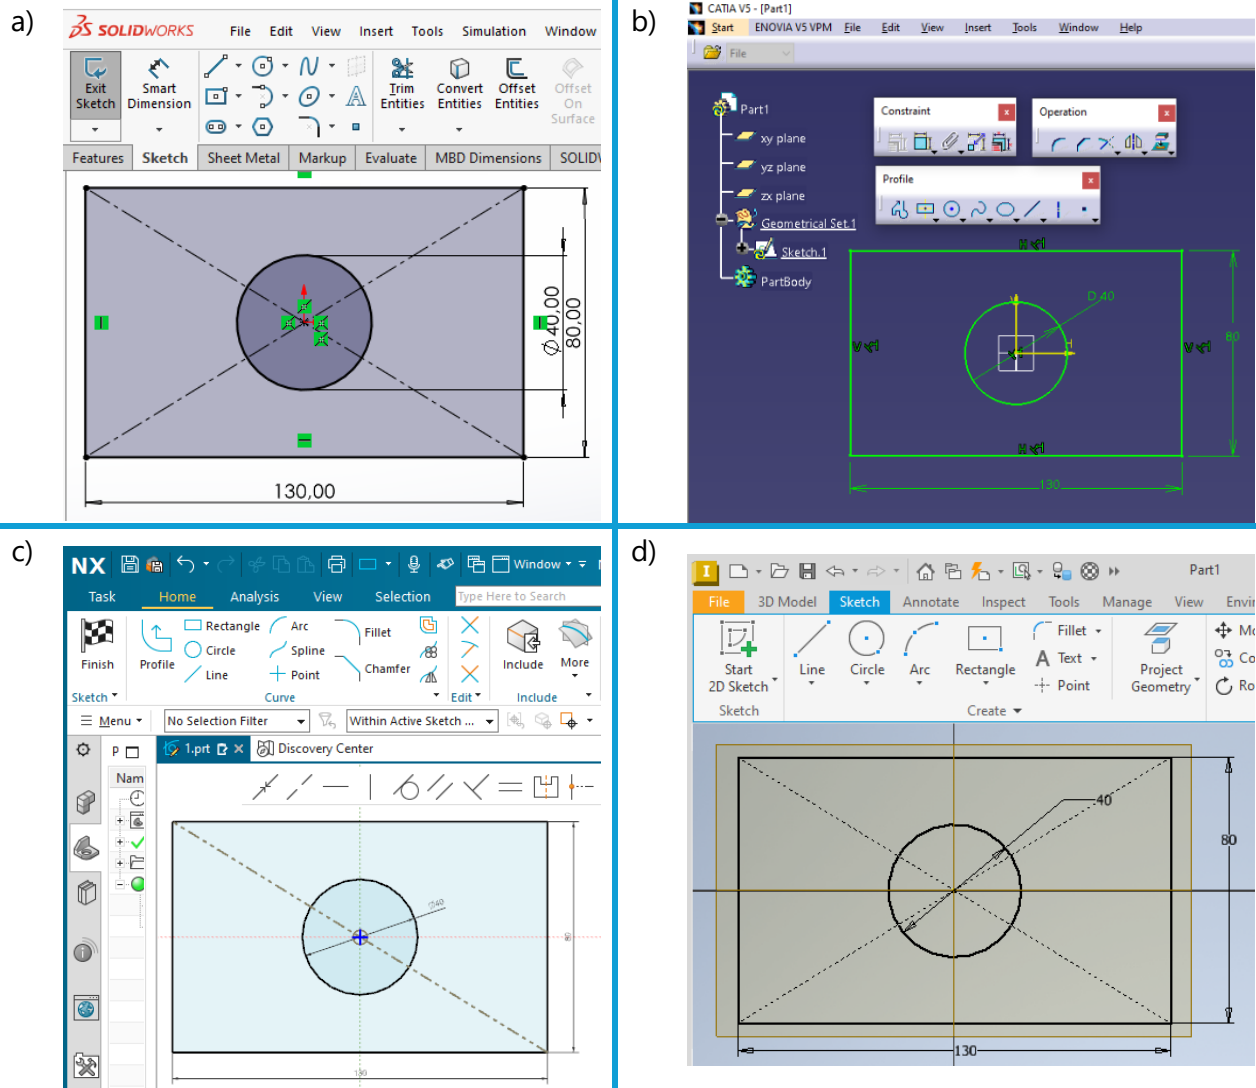 a)
SOLIDWORKS File Edit View Insert Tools Simulation Window
Exit Sketch
Smart Dimension
Trim Entities
Convert Entities
Offset Entities
Offset On Surface
Features Sketch Sheet Metal Markup Evaluate MBD Dimensions
Ø 40,00
80,00
130,00
b)
CATIA V5 - [Part1]
Start ENOVIA V5 VPM File Edit View Insert Tools Window Help
File
Part1
xy plane
yz plane
zx plane
Geometrical Set.1
Sketch.1
PartBody
Constraint
Operation
Profile
H
D 40
V
H
V
80
H
130
c)
NX Window
Task Home Analysis View Selection Type Here to Search
Finish
Profile
Rectangle Arc Fillet
Circle Spline
Line Point Chamfer
Include More
Sketch Curve Edit Include
Menu No Selection Filter Within Active Sketch ...
P 1.prt Discovery Center
Nam
Ø40
80
130
d)
I Part1
File 3D Model Sketch Annotate Inspect Tools Manage View
Start 2D Sketch
Line Circle Arc Rectangle
Fillet
A Text
Point
Project Geometry
Sketch Create
40
80
130